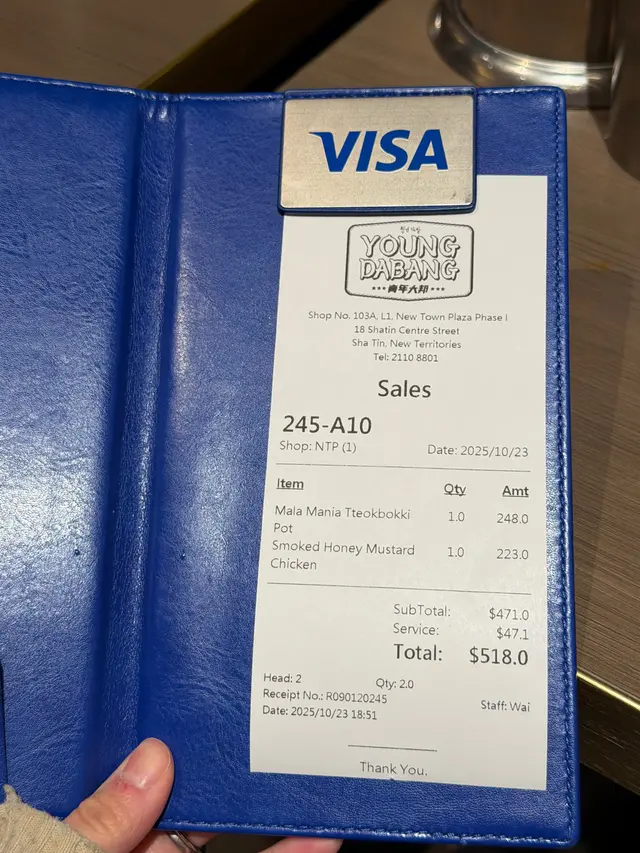 VISA
YOUNG
DABANG
青年大邦
Shop No. 103A, L1, New Town Plaza Phase I
18 Shatin Centre Street
Sha Tin, New Territories
Tel: 2110 8801
Sales
245-A10
Shop: NTP (1) Date: 2025/10/23
Item Qty Amt
Mala Mania Tteokbokki 1.0 248.0
Pot
Smoked Honey Mustard 1.0 223.0
Chicken
SubTotal: $471.0
Service: $47.1
Total: $518.0
Head: 2 Qty: 2.0
Receipt No.: R090120245 Staff: Wai
Date: 2025/10/23 18:51
Thank You.